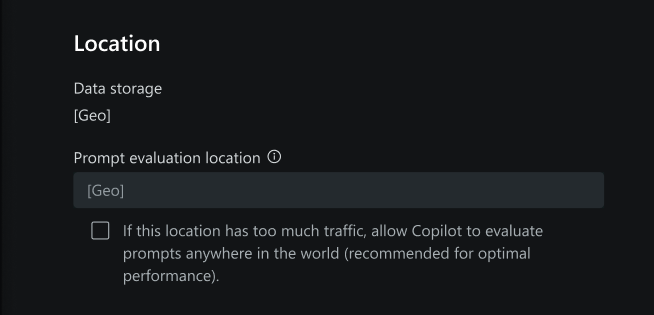 Location
Data storage
[Geo]
Prompt evaluation location
[Geo]
If this location has too much traffic, allow Copilot to evaluate
prompts anywhere in the world (recommended for optimal
performance).